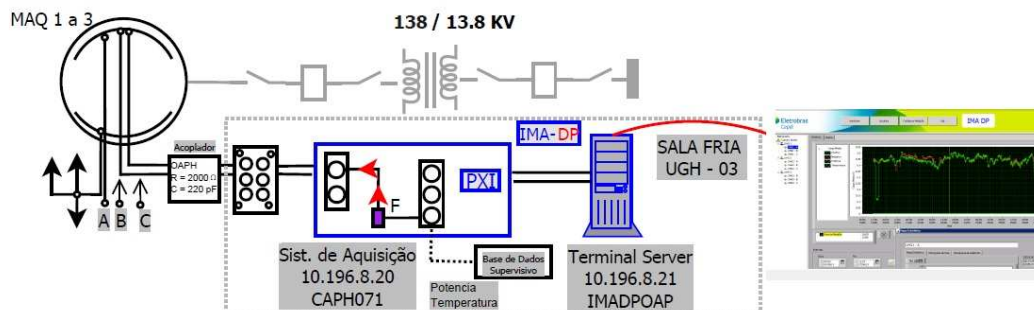 MAQ 1 a 3
138 / 13.8 KV
Acoplador
DAPH
R = 2000 Ω
C = 220 pF
A B C
F
PXI
IMA-DP
SALA FRIA
UGH - 03
Sist. de Aquisição
10.196.8.20
CAPH071
Potencia
Temperatura
Base de Dados
Supervisivo
Terminal Server
10.196.8.21
IMADPOAP
Eletrobras
Cepel
IMA DP